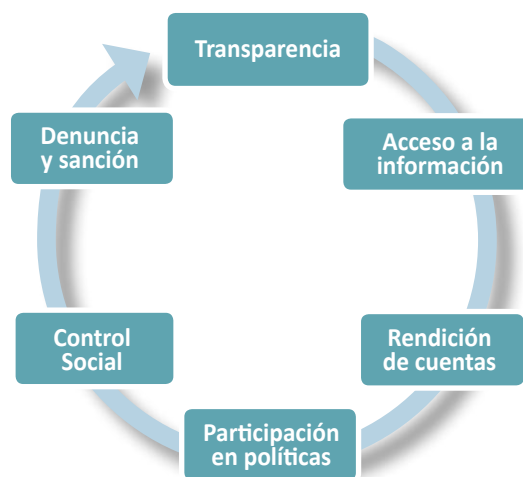 Transparencia
Acceso a la
información
Rendición
de cuentas
Participación
en políticas
Control
Social
Denuncia
y sanción